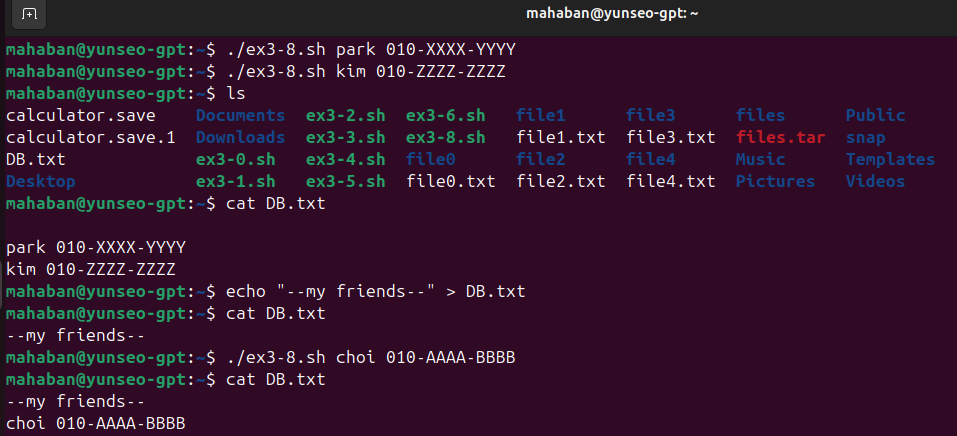 mahaban@yunseo-gpt: ~
mahaban@yunseo-gpt:~$ ./ex3-8.sh park 010-XXXX-YYYY
mahaban@yunseo-gpt:~$ ./ex3-8.sh kim 010-ZZZZ-ZZZZ
mahaban@yunseo-gpt:~$ ls
calculator.save Documents ex3-2.sh ex3-6.sh file1 file3 files Public
calculator.save.1 Downloads ex3-3.sh ex3-8.sh file1.txt file3.txt files.tar snap
DB.txt ex3-0.sh ex3-4.sh file0 file2 file4 Music Templates
Desktop ex3-1.sh ex3-5.sh file0.txt file2.txt file4.txt Pictures Videos
mahaban@yunseo-gpt:~$ cat DB.txt
park 010-XXXX-YYYY
kim 010-ZZZZ-ZZZZ
mahaban@yunseo-gpt:~$ echo "--my friends--" > DB.txt
mahaban@yunseo-gpt:~$ cat DB.txt
--my friends--
mahaban@yunseo-gpt:~$ ./ex3-8.sh choi 010-AAAA-BBBB
mahaban@yunseo-gpt:~$ cat DB.txt
--my friends--
choi 010-AAAA-BBBB